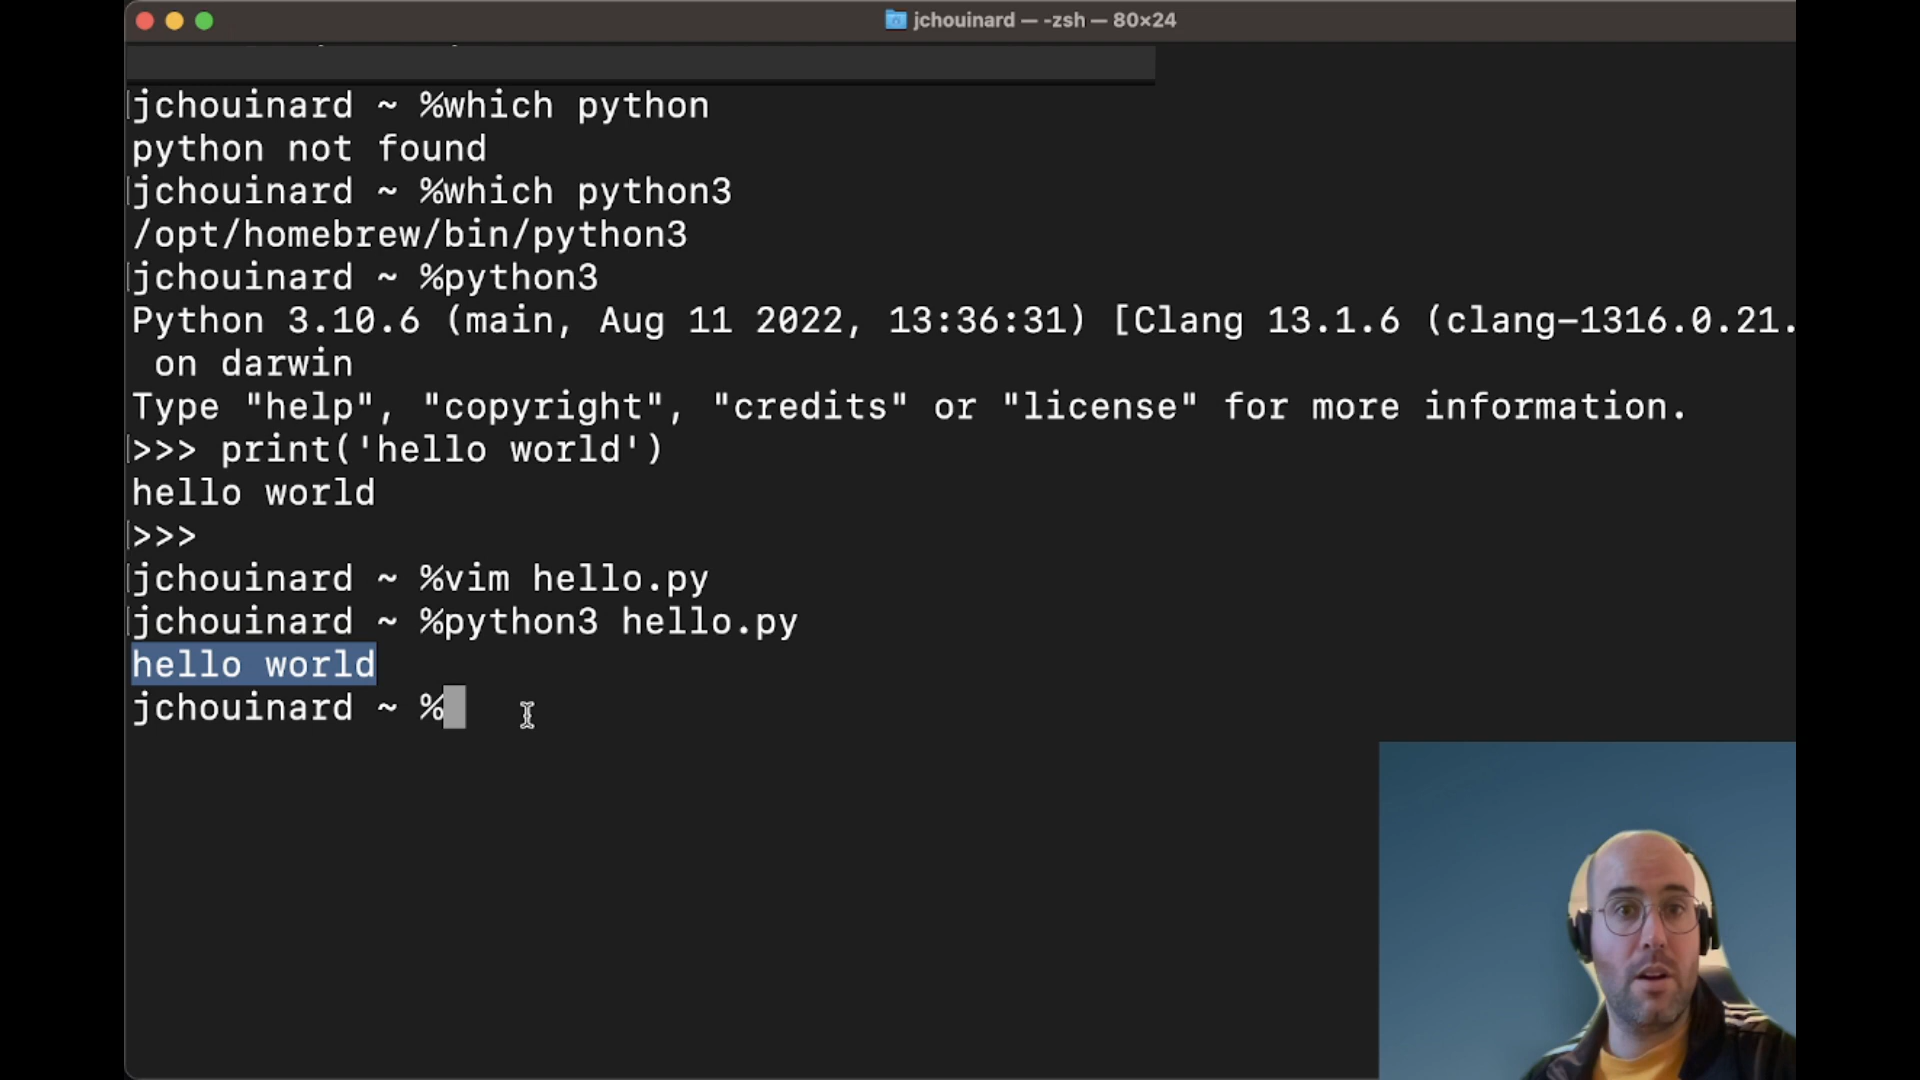 jchouinard — -zsh — 80×24
jchouinard ~ %which python
python not found
jchouinard ~ %which python3
/opt/homebrew/bin/python3
jchouinard ~ %python3
Python 3.10.6 (main, Aug 11 2022, 13:36:31) [Clang 13.1.6 (clang-1316.0.21.
on darwin
Type "help", "copyright", "credits" or "license" for more information.
>>> print('hello world')
hello world
>>>
jchouinard ~ %vim hello.py
jchouinard ~ %python3 hello.py
hello world
jchouinard ~ %